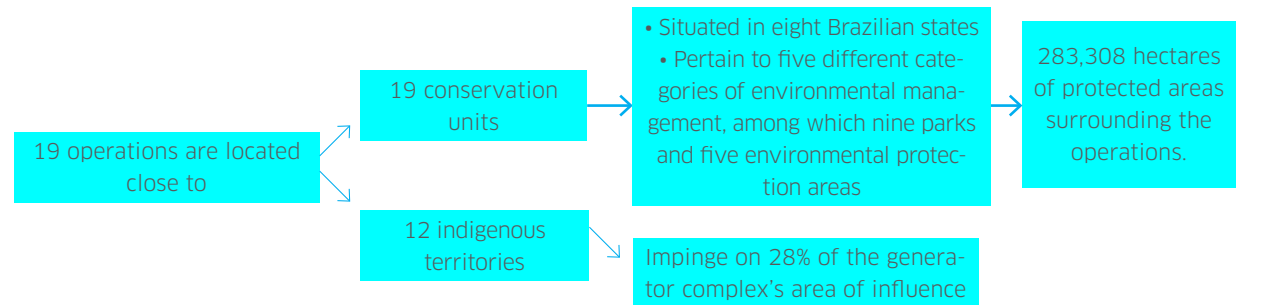 19 operations are located
close to
19 conservation
units
• Situated in eight Brazilian states
• Pertain to five different cate-
gories of environmental mana-
gement, among which nine parks
and five environmental protec-
tion areas
283,308 hectares
of protected areas
surrounding the
operations.
12 indigenous
territories
Impinge on 28% of the genera-
tor complex's area of influence